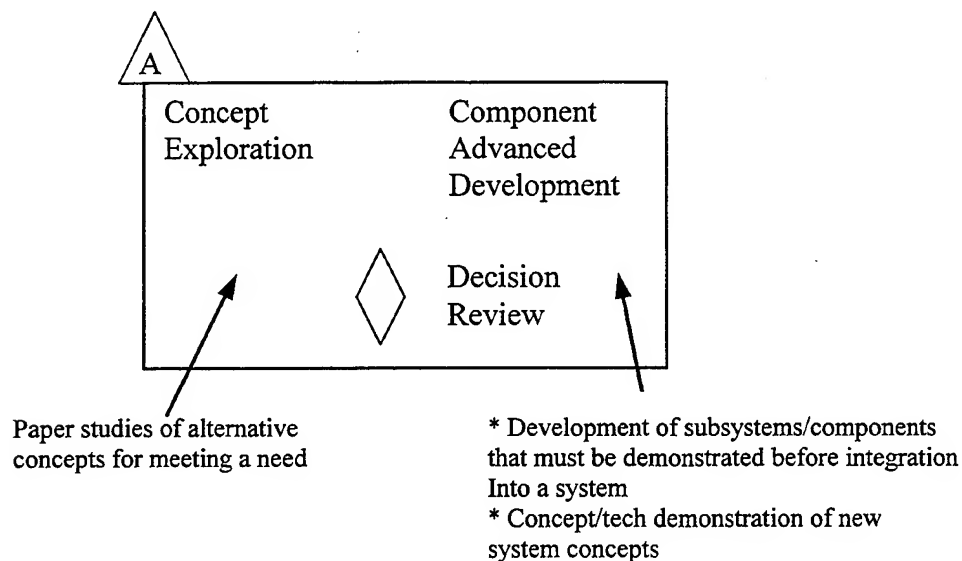 A
Concept
Exploration
Component
Advanced
Development
Decision
Review
Paper studies of alternative
concepts for meeting a need
* Development of subsystems/components
that must be demonstrated before integration
Into a system
* Concept/tech demonstration of new
system concepts